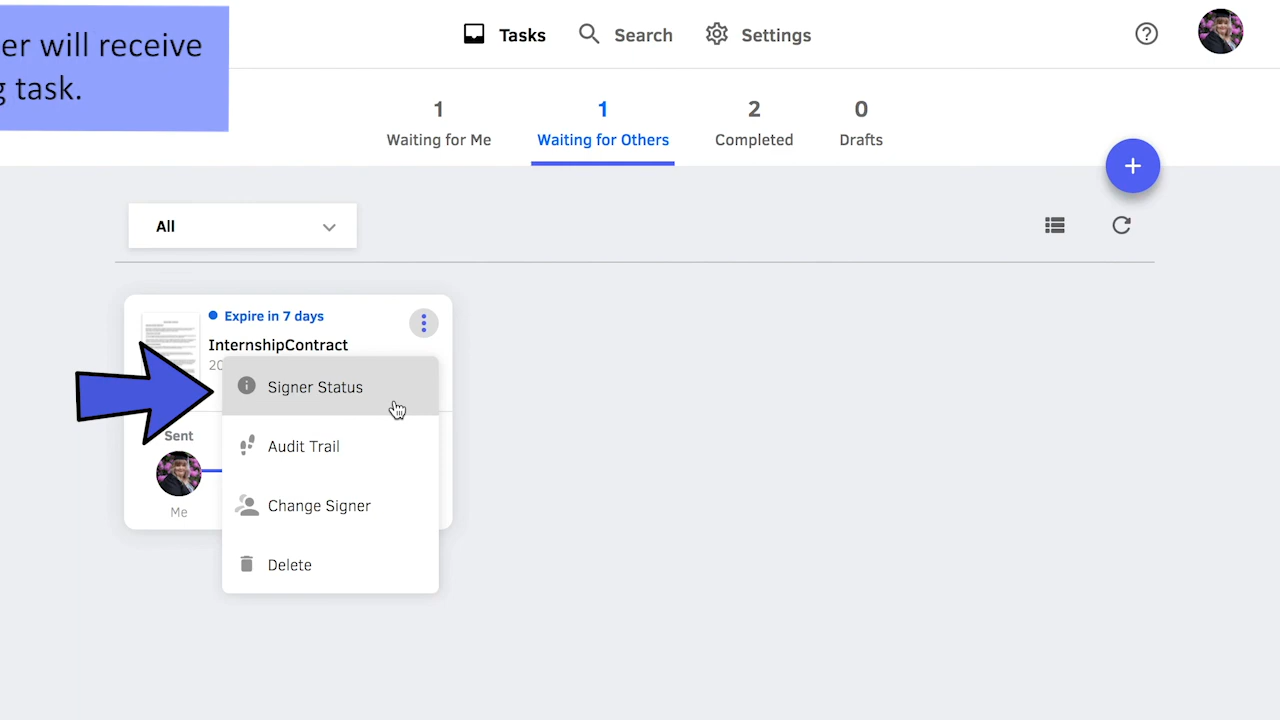 er will receive
task.
Tasks
Search
Settings
1
Waiting for Me
1
Waiting for Others
2
Completed
0
Drafts
All
Expire in 7 days
InternshipContract
20
Signer Status
Audit Trail
Change Signer
Delete
Sent
Me